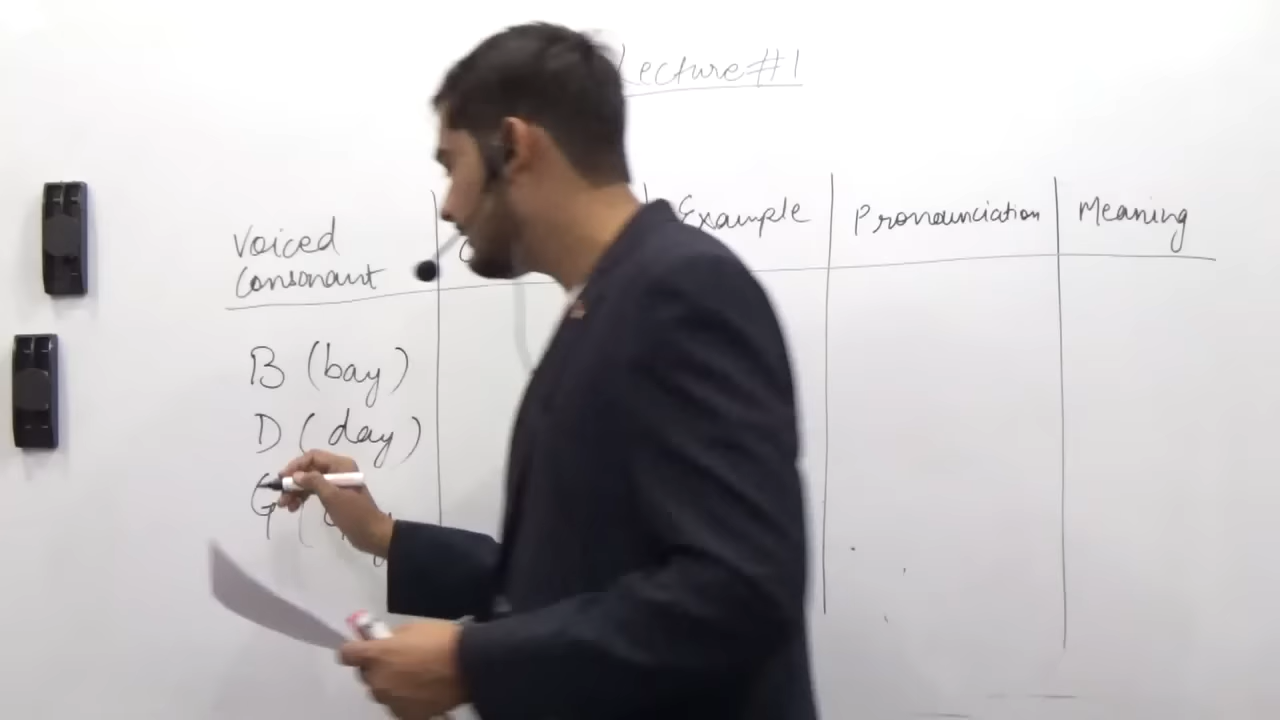 Lecture #1
Voiced Consonant
Example
Pronounciation
Meaning
B (bay)
D (day)
G (